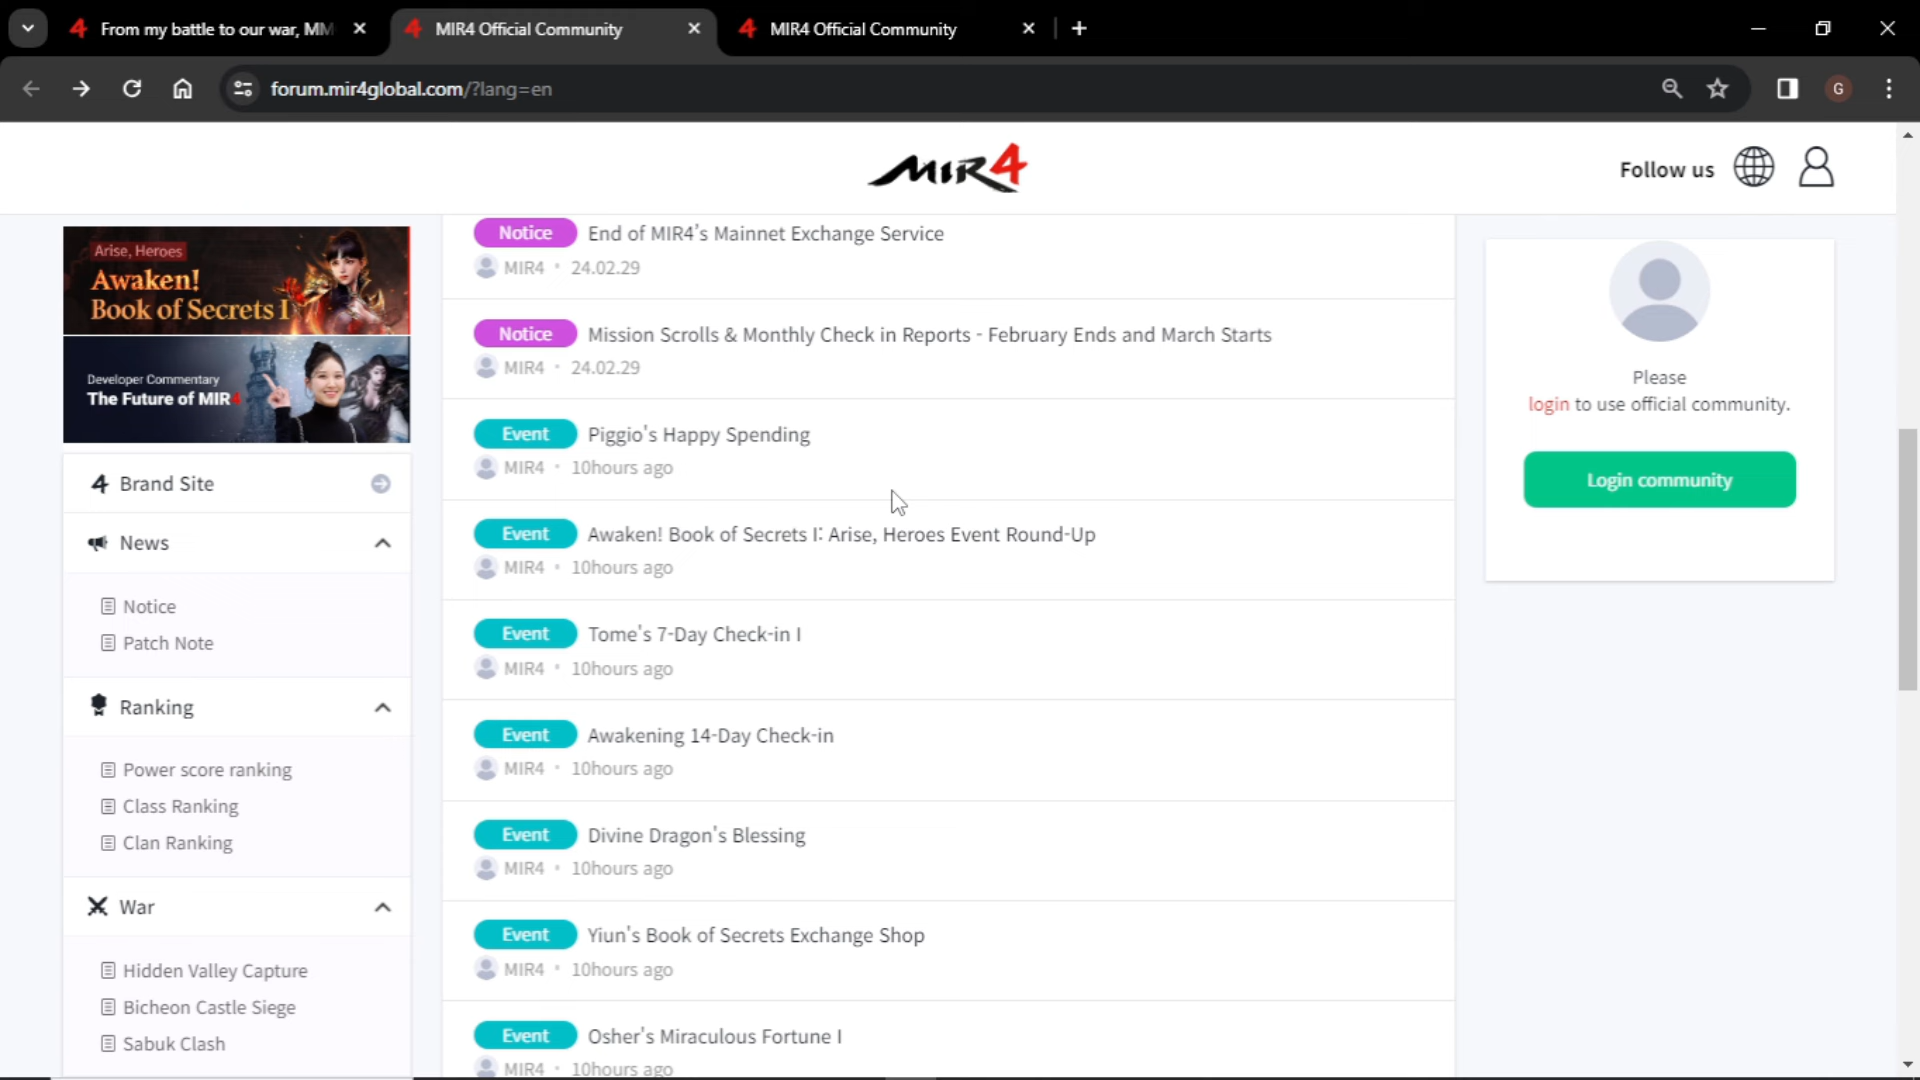 From my battle to our war, MM
MIR4 Official Community
MIR4 Official Community
forum.mir4global.com/?lang=en
G
MIR4
Follow us
Arise, Heroes
Awaken!
Book of Secrets I
Developer Commentary
The Future of MIR4
Brand Site
News
Notice
Patch Note
Ranking
Power score ranking
Class Ranking
Clan Ranking
War
Hidden Valley Capture
Bicheon Castle Siege
Sabuk Clash
Notice End of MIR4's Mainnet Exchange Service
MIR4 • 24.02.29
Notice Mission Scrolls & Monthly Check in Reports - February Ends and March Starts
MIR4 • 24.02.29
Event Piggio's Happy Spending
MIR4 • 10hours ago
Event Awaken! Book of Secrets I: Arise, Heroes Event Round-Up
MIR4 • 10hours ago
Event Tome's 7-Day Check-in I
MIR4 • 10hours ago
Event Awakening 14-Day Check-in
MIR4 • 10hours ago
Event Divine Dragon's Blessing
MIR4 • 10hours ago
Event Yiun's Book of Secrets Exchange Shop
MIR4 • 10hours ago
Event Osher's Miraculous Fortune I
MIR4 • 10hours ago
Please
login to use official community.
Login community